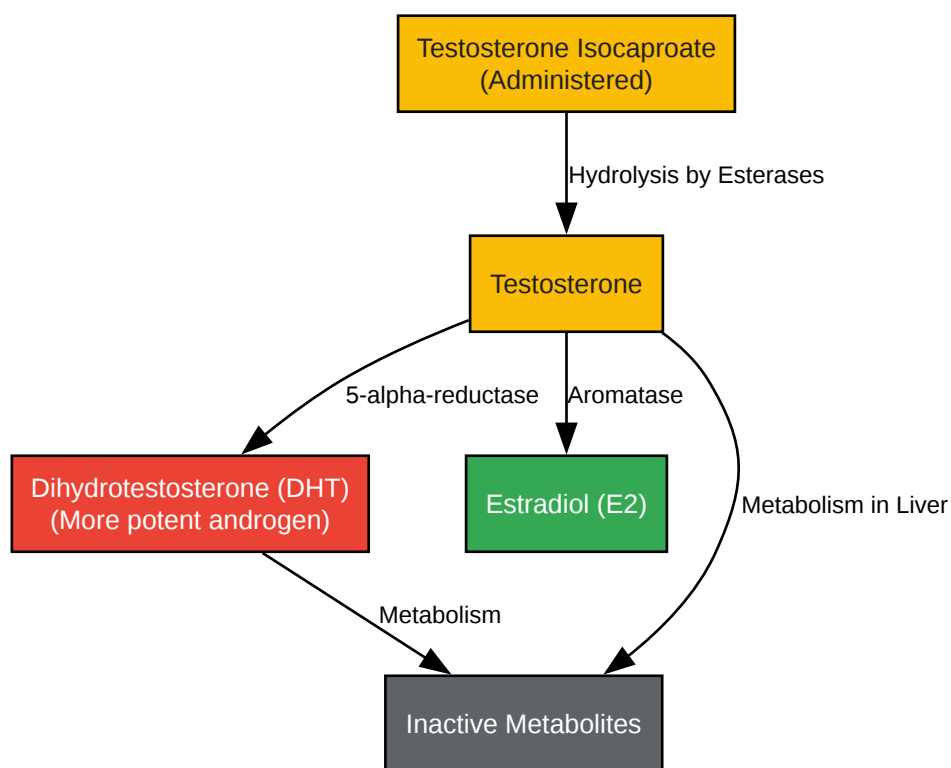 Testosterone Isocaproate
(Administered)
Hydrolysis by Esterases
Testosterone
5-alpha-reductase
Aromatase
Dihydrotestosterone (DHT)
(More potent androgen)
Estradiol (E2)
Metabolism in Liver
Metabolism
Inactive Metabolites